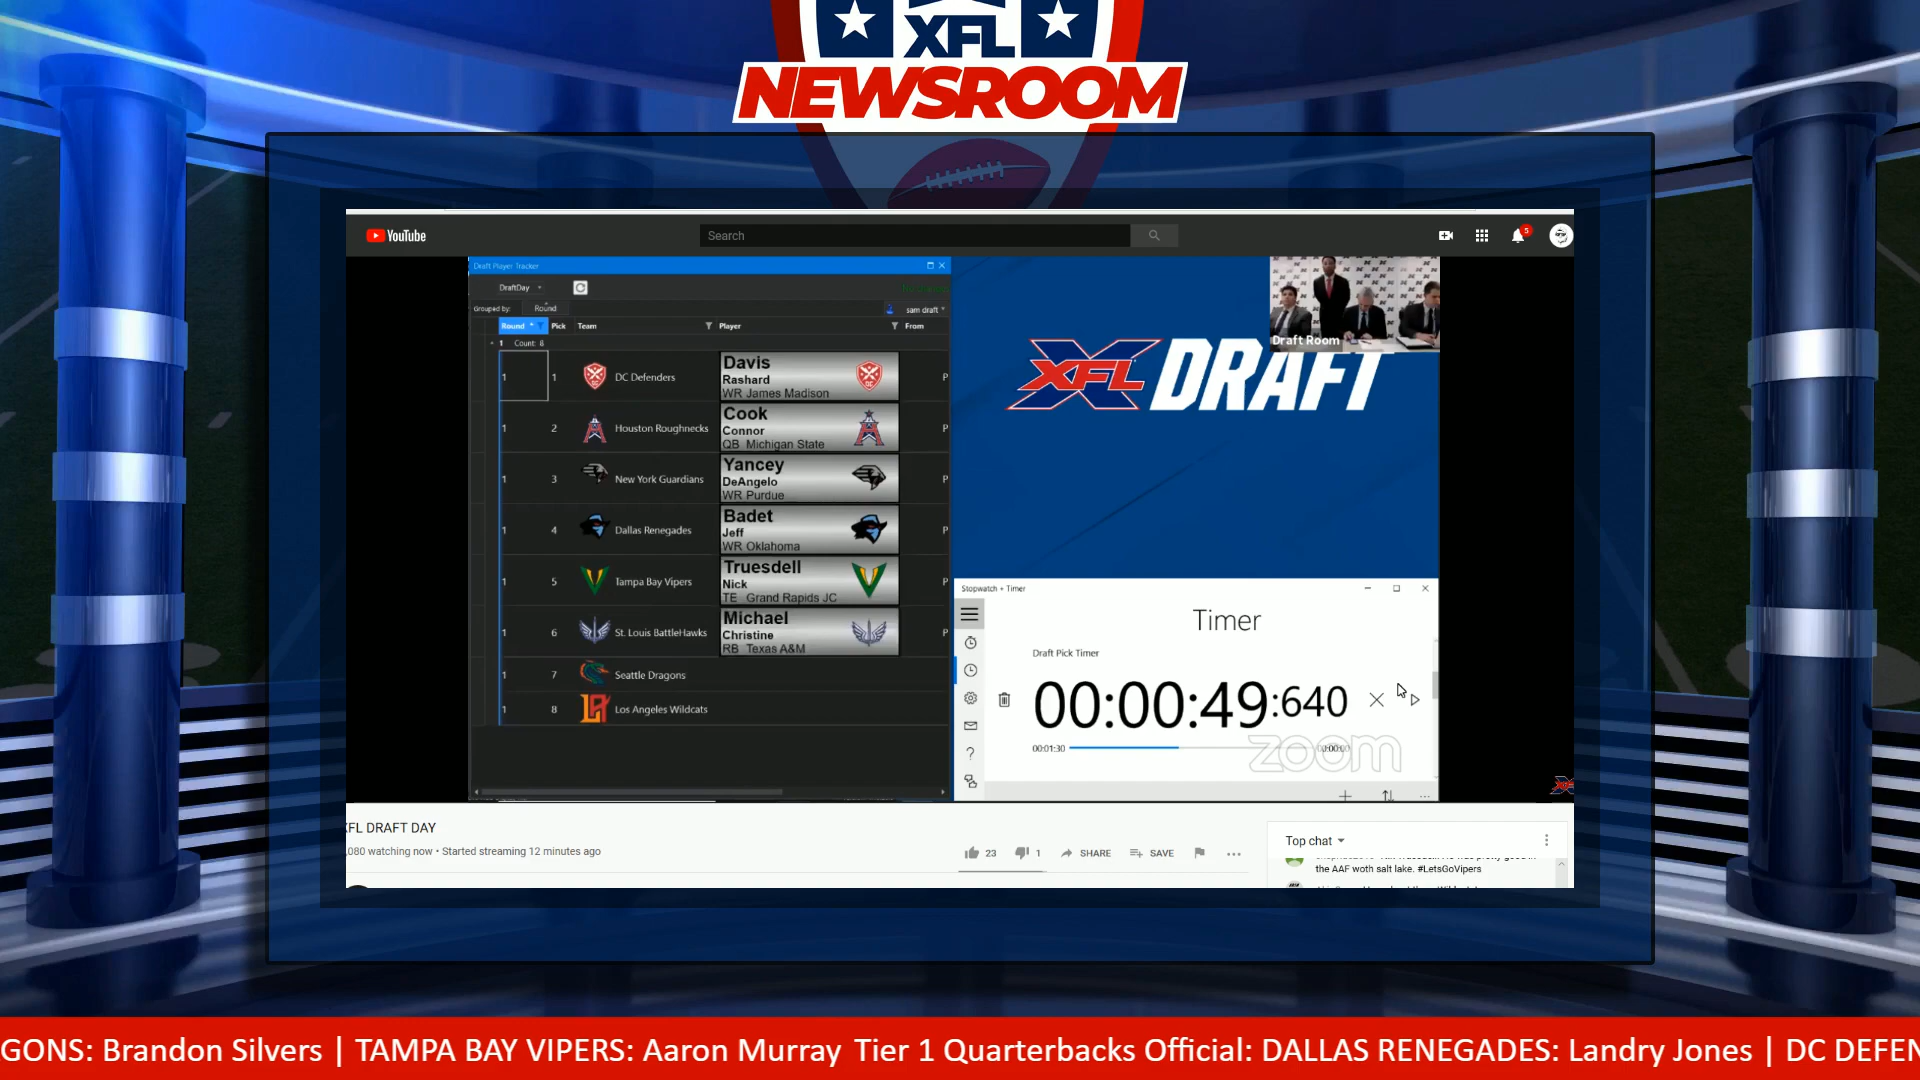 XFL
NEWSROOM
YouTube
Search
5
Draft Player Tracker
DraftDay
Grouped by:
Round
sam draft
Round
Pick
Team
Player
From
1 Count: 8
1 1 DC Defenders
Davis
Rashard
WR James Madison
P
1 2 Houston Roughnecks
Cook
Connor
QB Michigan State
P
1 3 New York Guardians
Yancey
DeAngelo
WR Purdue
P
1 4 Dallas Renegades
Badet
Jeff
WR Oklahoma
P
1 5 Tampa Bay Vipers
Truesdell
Nick
TE Grand Rapids JC
P
1 6 St. Louis BattleHawks
Michael
Christine
RB Texas A&M
P
1 7 Seattle Dragons
1 8 Los Angeles Wildcats
Draft Room
XFL DRAFT
Stopwatch + Timer
Timer
Draft Pick Timer
00:00:49:640
00:01:30
00:00:00
zoom
XFL DRAFT DAY
,080 watching now • Started streaming 12 minutes ago
23
1
SHARE
SAVE
Top chat
the AAF woth salt lake. #LetsGoVipers
GONS: Brandon Silvers | TAMPA BAY VIPERS: Aaron Murray Tier 1 Quarterbacks Official: DALLAS RENEGADES: Landry Jones | DC DEFEN